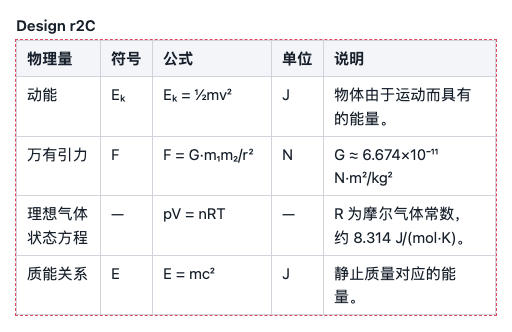 Design r2C
物理量 符号 公式 单位 说明
动能 Eₖ Eₖ = ½mv² J 物体由于运动而具有
的能量。
万有引力 F F = G·m₁m₂/r² N G ≈ 6.674×10⁻¹¹
N·m²/kg²
理想气体 — pV = nRT — R 为摩尔气体常数，
状态方程 约 8.314 J/(mol·K)。
质能关系 E E = mc² J 静止质量对应的能
量。